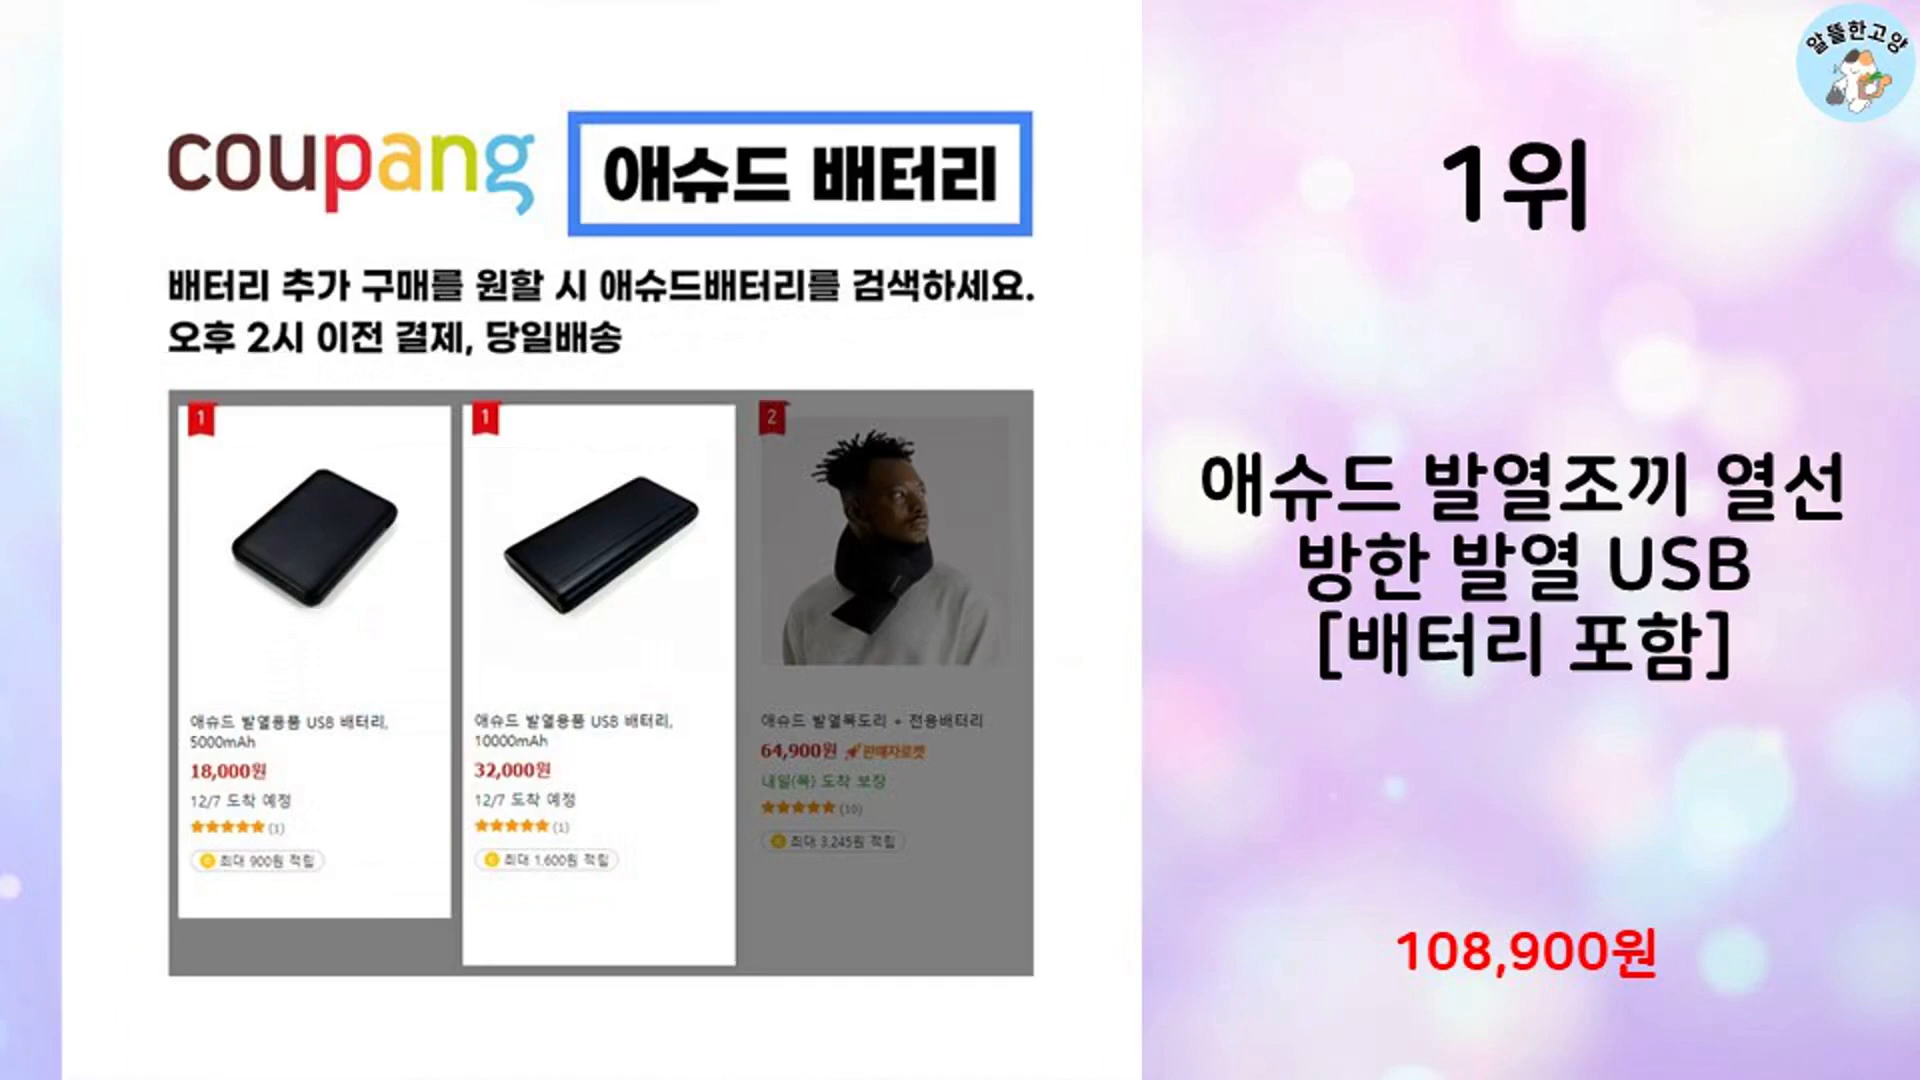 coupang 애슈드 배터리
배터리 추가 구매를 원할 시 애슈드배터리를 검색하세요.
오후 2시 이전 결제, 당일배송
1
애슈드 발열용품 USB 배터리,
5000mAh
18,000원
12/7 도착 예정
(1)
최대 900원 적립
1
애슈드 발열용품 USB 배터리,
10000mAh
32,000원
12/7 도착 예정
(1)
최대 1,600원 적립
2
애슈드 발열목도리 + 전용배터리
64,900원 판매자로켓
내일(목) 도착 보장
(10)
최대 3,245원 적립
알뜰한고양
1위
애슈드 발열조끼 열선
방한 발열 USB
[배터리 포함]
108,900원